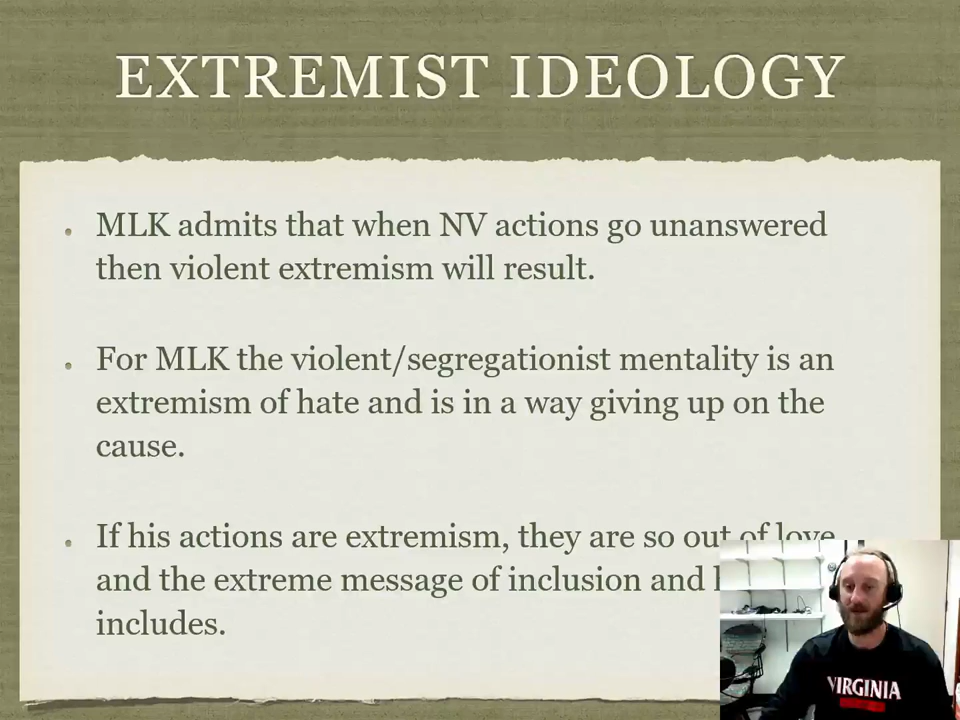 EXTREMIST IDEOLOGY
MLK admits that when NV actions go unanswered
then violent extremism will result.
For MLK the violent/segregationist mentality is an
extremism of hate and is in a way giving up on the
cause.
If his actions are extremism, they are so out of love
and the extreme message of inclusion and
includes.
VIRGINIA